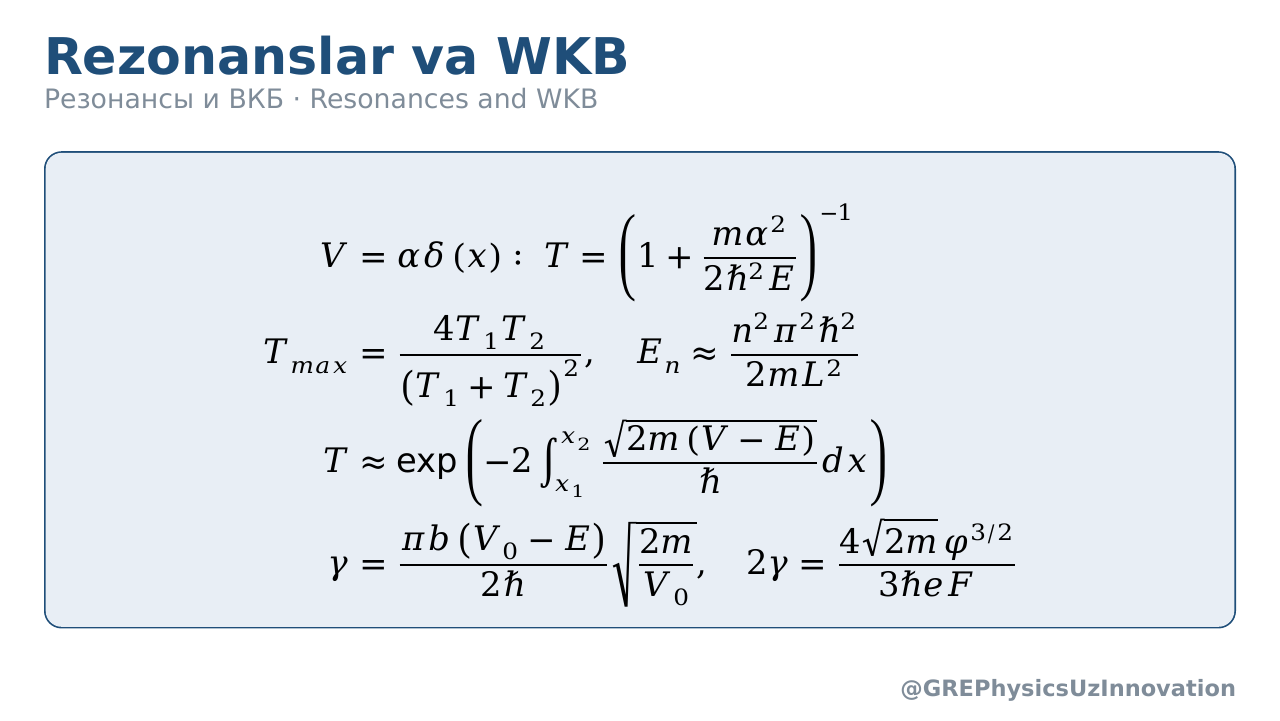 Rezonanslar va WKB
Резонансы и ВКБ · Resonances and WKB
V = αδ (x) : T = (1 + mα² / 2ℏ²E)⁻¹
T_max = 4T₁T₂ / (T₁ + T₂)², Eₙ ≈ n²π²ℏ² / 2mL²
T ≈ exp (−2 ∫_{x₁}^{x₂} √(2m (V − E)) / ℏ dx)
γ = πb (V₀ − E) / 2ℏ √(2m / V₀), 2γ = 4√(2m) φ^{3/2} / 3ℏeF
@GREPhysicsUzInnovation